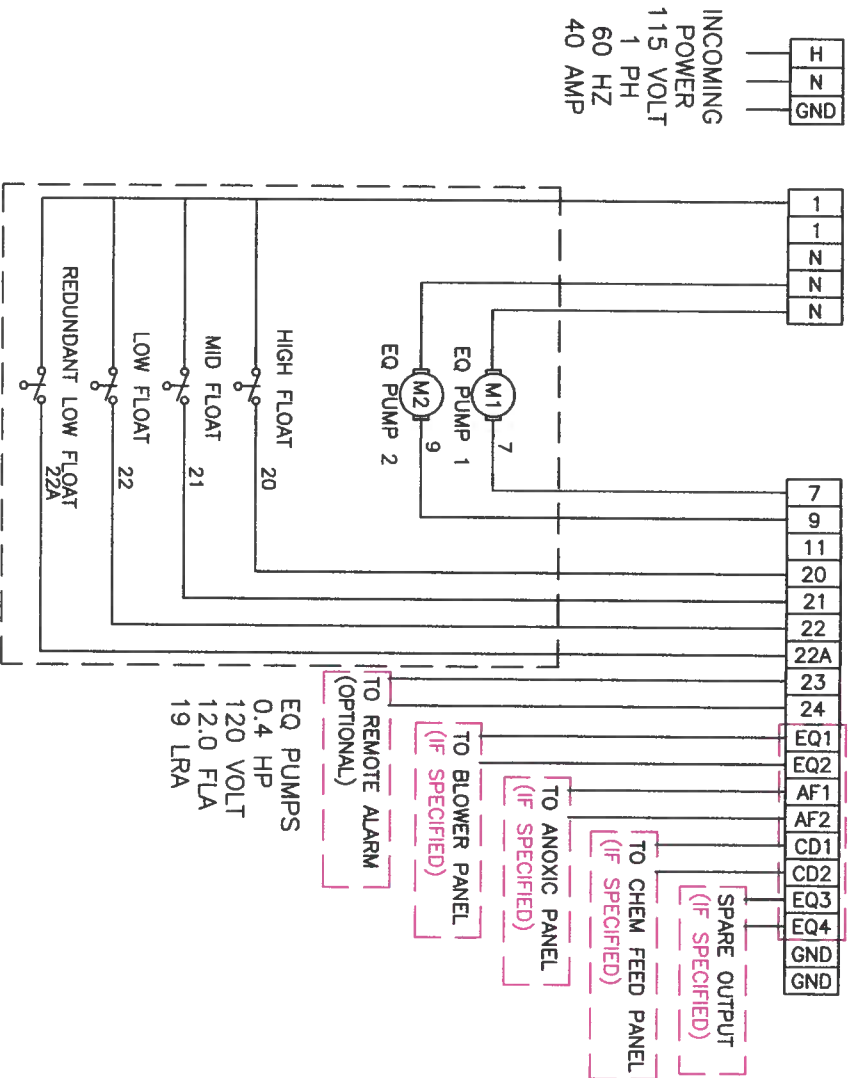 INCOMING
POWER
115 VOLT
1 PH
60 HZ
40 AMP
H
N
GND
1
1
N
N
N
7
9
11
20
21
22
22A
23
24
EQ1
EQ2
AF1
AF2
CD1
CD2
EQ3
EQ4
GND
GND
M1
EQ PUMP 1
7
M2
EQ PUMP 2
9
HIGH FLOAT
20
MID FLOAT
21
LOW FLOAT
22
REDUNDANT LOW FLOAT
22A
SPARE OUTPUT
(IF SPECIFIED)
TO CHEM FEED PANEL
(IF SPECIFIED)
TO ANOXIC PANEL
(IF SPECIFIED)
TO BLOWER PANEL
(IF SPECIFIED)
TO REMOTE ALARM
(OPTIONAL)
EQ PUMPS
0.4 HP
120 VOLT
12.0 FLA
19 LRA